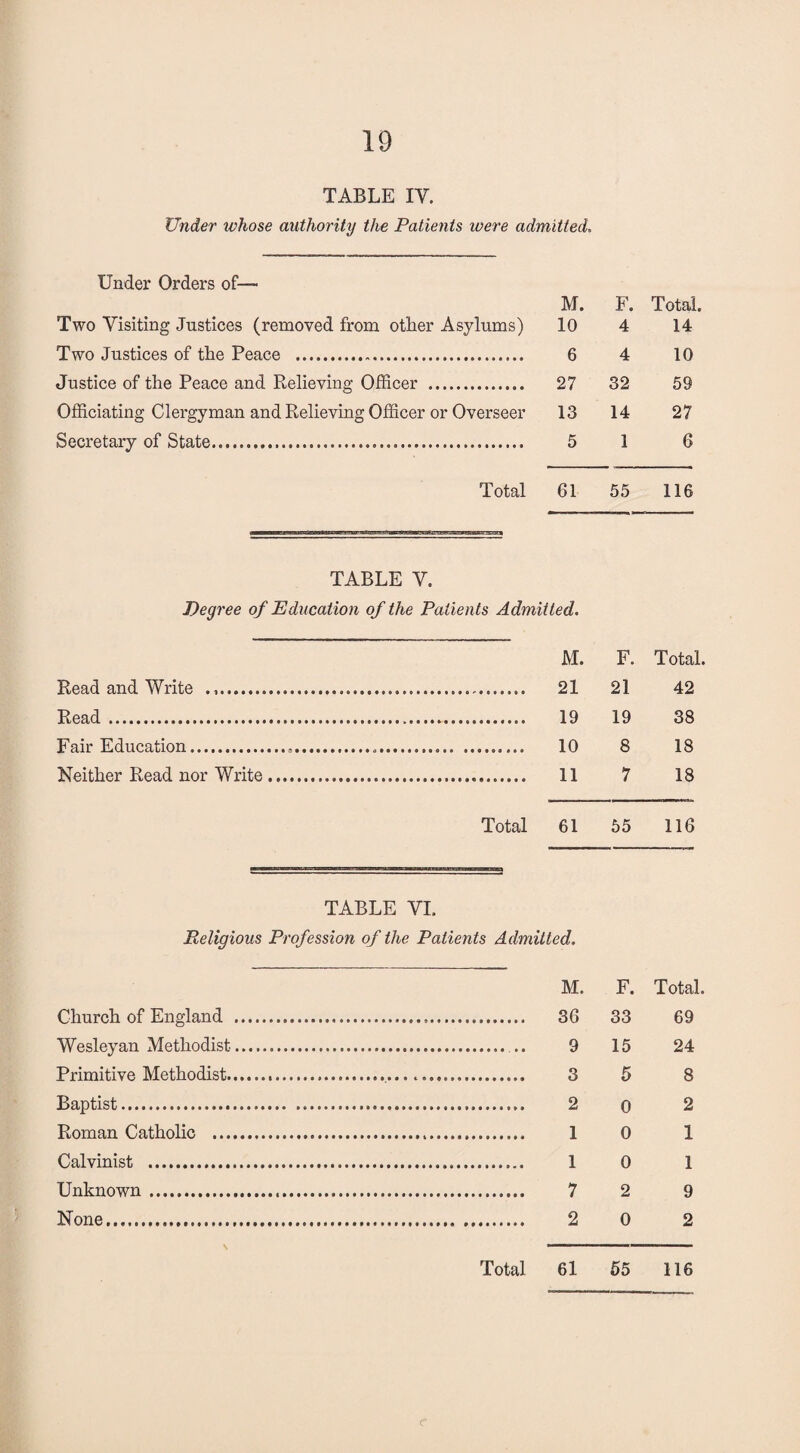 19
TABLE IV.
Under whose authority the Patients were admitted.
Under Orders of—
M. F. Total.
Two Visiting Justices (removed from other Asylums) 10 4 14
Two Justices of the Peace ........................................ 6 4 10
Justice of the Peace and Relieving Officer ............... 27 32 59
Officiating Clergyman and Relieving Officer or Overseer 13 14 27
Secretary of State.................................................. 5 1 6
Total 61 55 116
TABLE V.
Degree of Education of the Patients Admitted.
M. F. Total.
Read and Write .................................................. 21 21 42
Read .................................................. 19 19 38
Fair Education.................................................. 10 8 18
Neither Read nor Write ........................................ 11 7 18
Total 61 55 116
TABLE VI.
Religious Profession of the Patients Admitted.
M. F. Total.
Church of England .................................................. 36 33 69
Wesleyan Methodist.................................................. 9 15 24
Primitive Methodist.................................................. 3 5 8
Baptist.................................................. 2 0 2
Roman Catholic .................................................. 1 0 1
Calvinist .................................................. 1 0 1
Unknown .................................................. 7 2 9
None.................................................. 2 0 2
Total 61 55 116